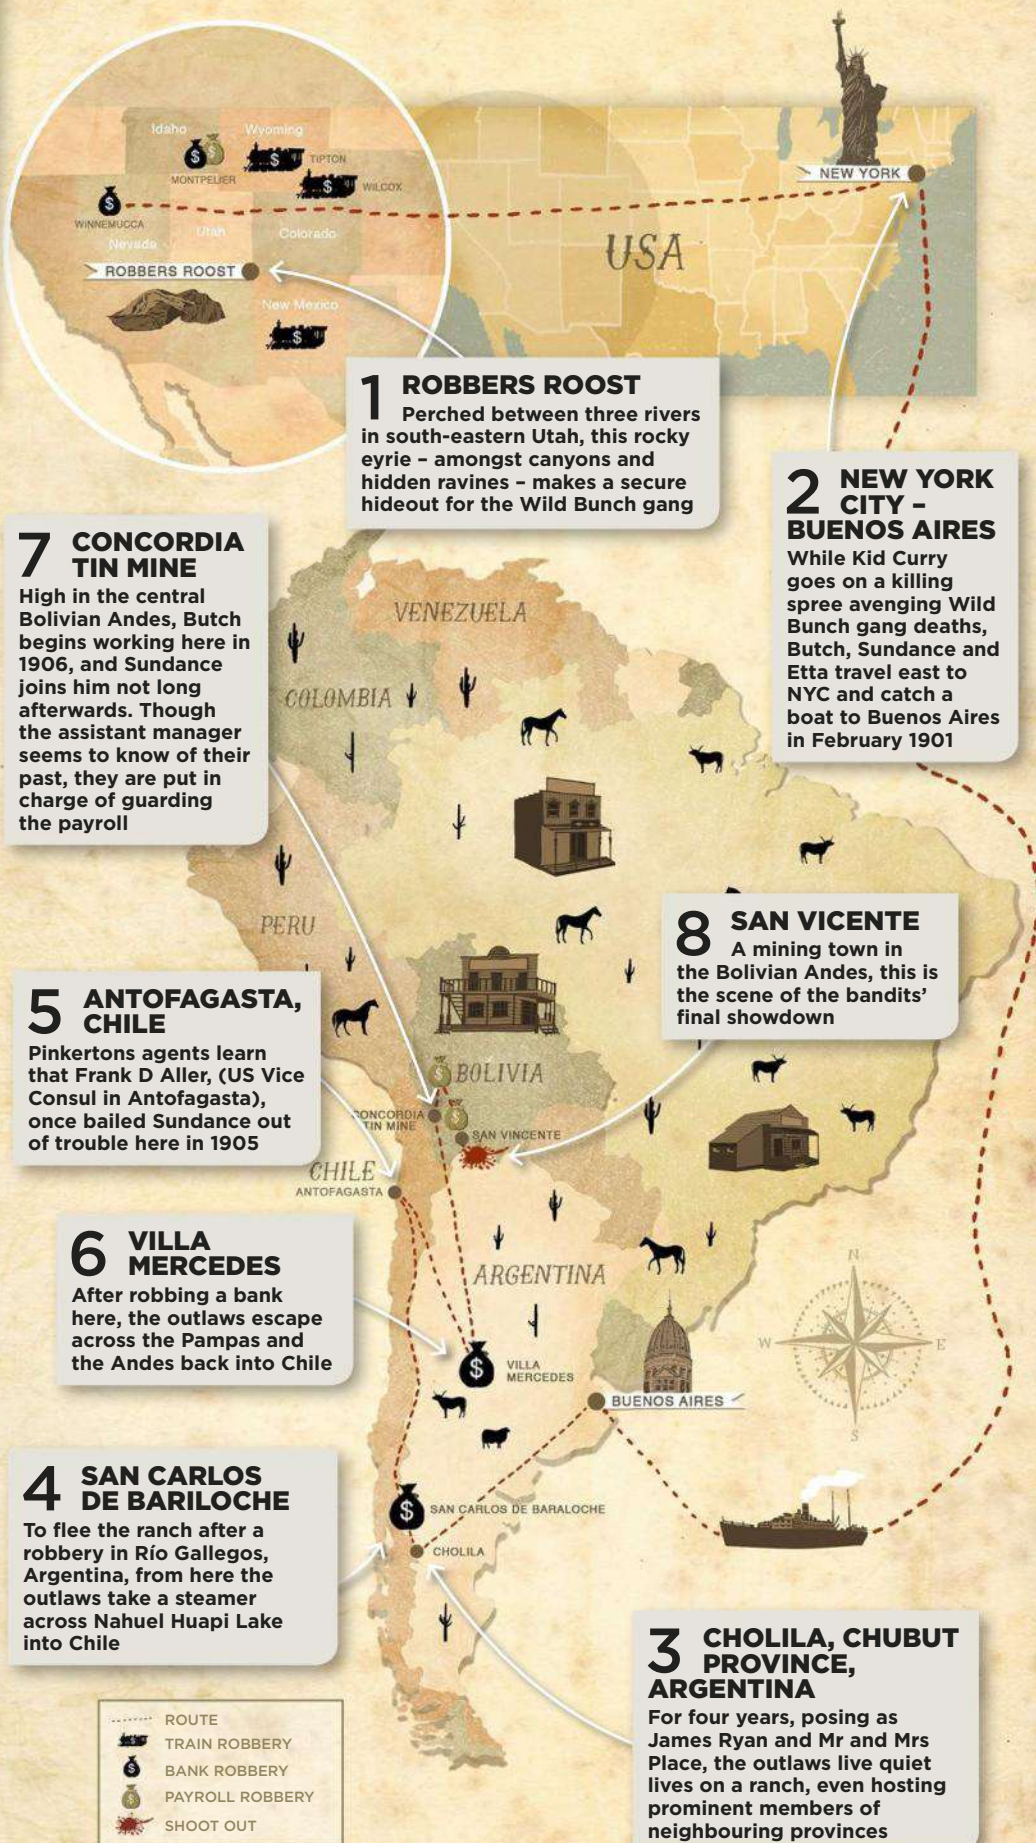 Idaho
Wyoming
MONTPELIER
TIPTON
WILCOX
WINNEMUCCA
Nevada
Utah
Colorado
ROBBERS ROOST
New Mexico
USA
NEW YORK
1 ROBBERS ROOST
Perched between three rivers
in south-eastern Utah, this rocky
eyrie – amongst canyons and
hidden ravines – makes a secure
hideout for the Wild Bunch gang
2 NEW YORK
CITY –
BUENOS AIRES
While Kid Curry
goes on a killing
spree avenging Wild
Bunch gang deaths,
Butch, Sundance and
Etta travel east to
NYC and catch a
boat to Buenos Aires
in February 1901
7 CONCORDIA
TIN MINE
High in the central
Bolivian Andes, Butch
begins working here in
1906, and Sundance
joins him not long
afterwards. Though
the assistant manager
seems to know of their
past, they are put in
charge of guarding
the payroll
VENEZUELA
COLOMBIA
PERU
8 SAN VICENTE
A mining town in
the Bolivian Andes, this is
the scene of the bandits'
final showdown
5 ANTOFAGASTA,
CHILE
Pinkertons agents learn
that Frank D Aller, (US Vice
Consul in Antofagasta),
once bailed Sundance out
of trouble here in 1905
BOLIVIA
CONCORDIA
TIN MINE
SAN VINCENTE
CHILE
ANTOFAGASTA
6 VILLA
MERCEDES
After robbing a bank
here, the outlaws escape
across the Pampas and
the Andes back into Chile
ARGENTINA
VILLA
MERCEDES
BUENOS AIRES
N
W
E
S
4 SAN CARLOS
DE BARILOCHE
To flee the ranch after a
robbery in Río Gallegos,
Argentina, from here the
outlaws take a steamer
across Nahuel Huapi Lake
into Chile
SAN CARLOS DE BARALOCHE
CHOLILA
3 CHOLILA, CHUBUT
PROVINCE,
ARGENTINA
For four years, posing as
James Ryan and Mr and Mrs
Place, the outlaws live quiet
lives on a ranch, even hosting
prominent members of
neighbouring provinces
ROUTE
TRAIN ROBBERY
BANK ROBBERY
PAYROLL ROBBERY
SHOOT OUT